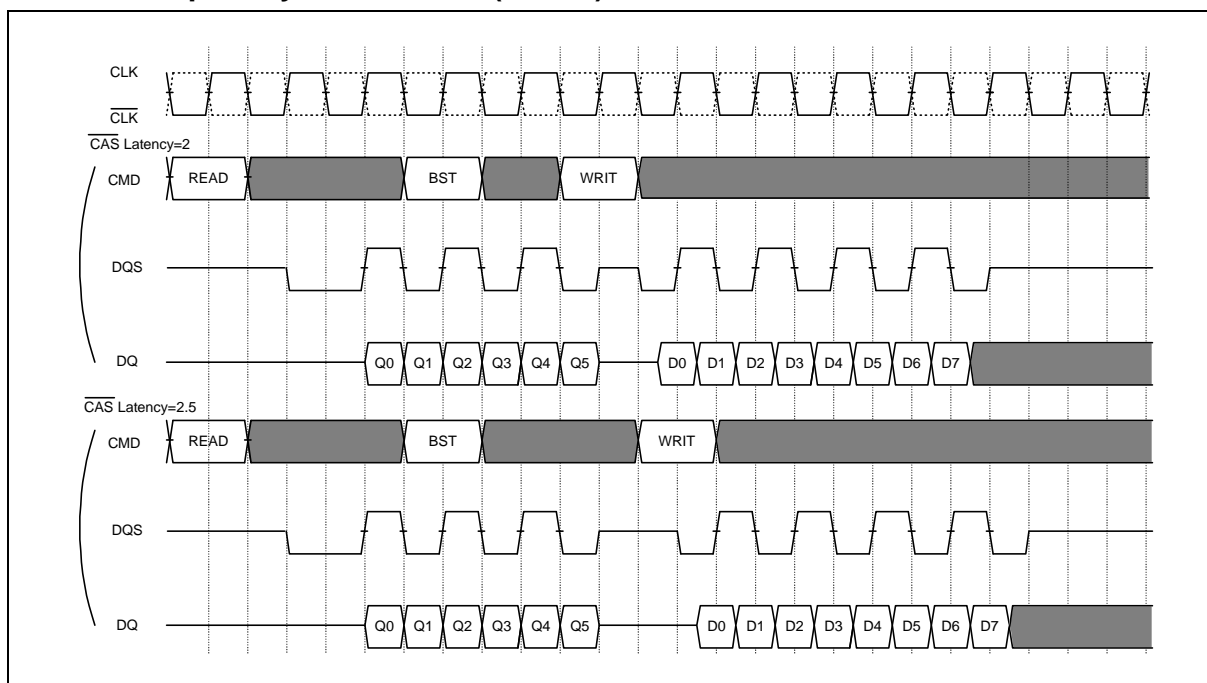 CLK
CLK
CAS Latency=2
CMD READ BST WRIT
DQS
DQ Q0 Q1 Q2 Q3 Q4 Q5 D0 D1 D2 D3 D4 D5 D6 D7
CAS Latency=2.5
CMD READ BST WRIT
DQS
DQ Q0 Q1 Q2 Q3 Q4 Q5 D0 D1 D2 D3 D4 D5 D6 D7